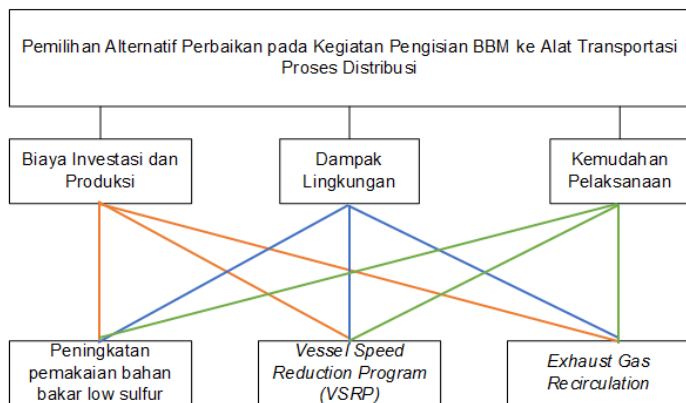 Pemilihan Alternatif Perbaikan pada Kegiatan Pengisian BBM ke Alat Transportasi
Proses Distribusi
Biaya Investasi dan
Produksi
Dampak
Lingkungan
Kemudahan
Pelaksanaan
Peningkatan
pemakaian bahan
bakar low sulfur
Vessel Speed
Reduction Program
(VSRP)
Exhaust Gas
Recirculation